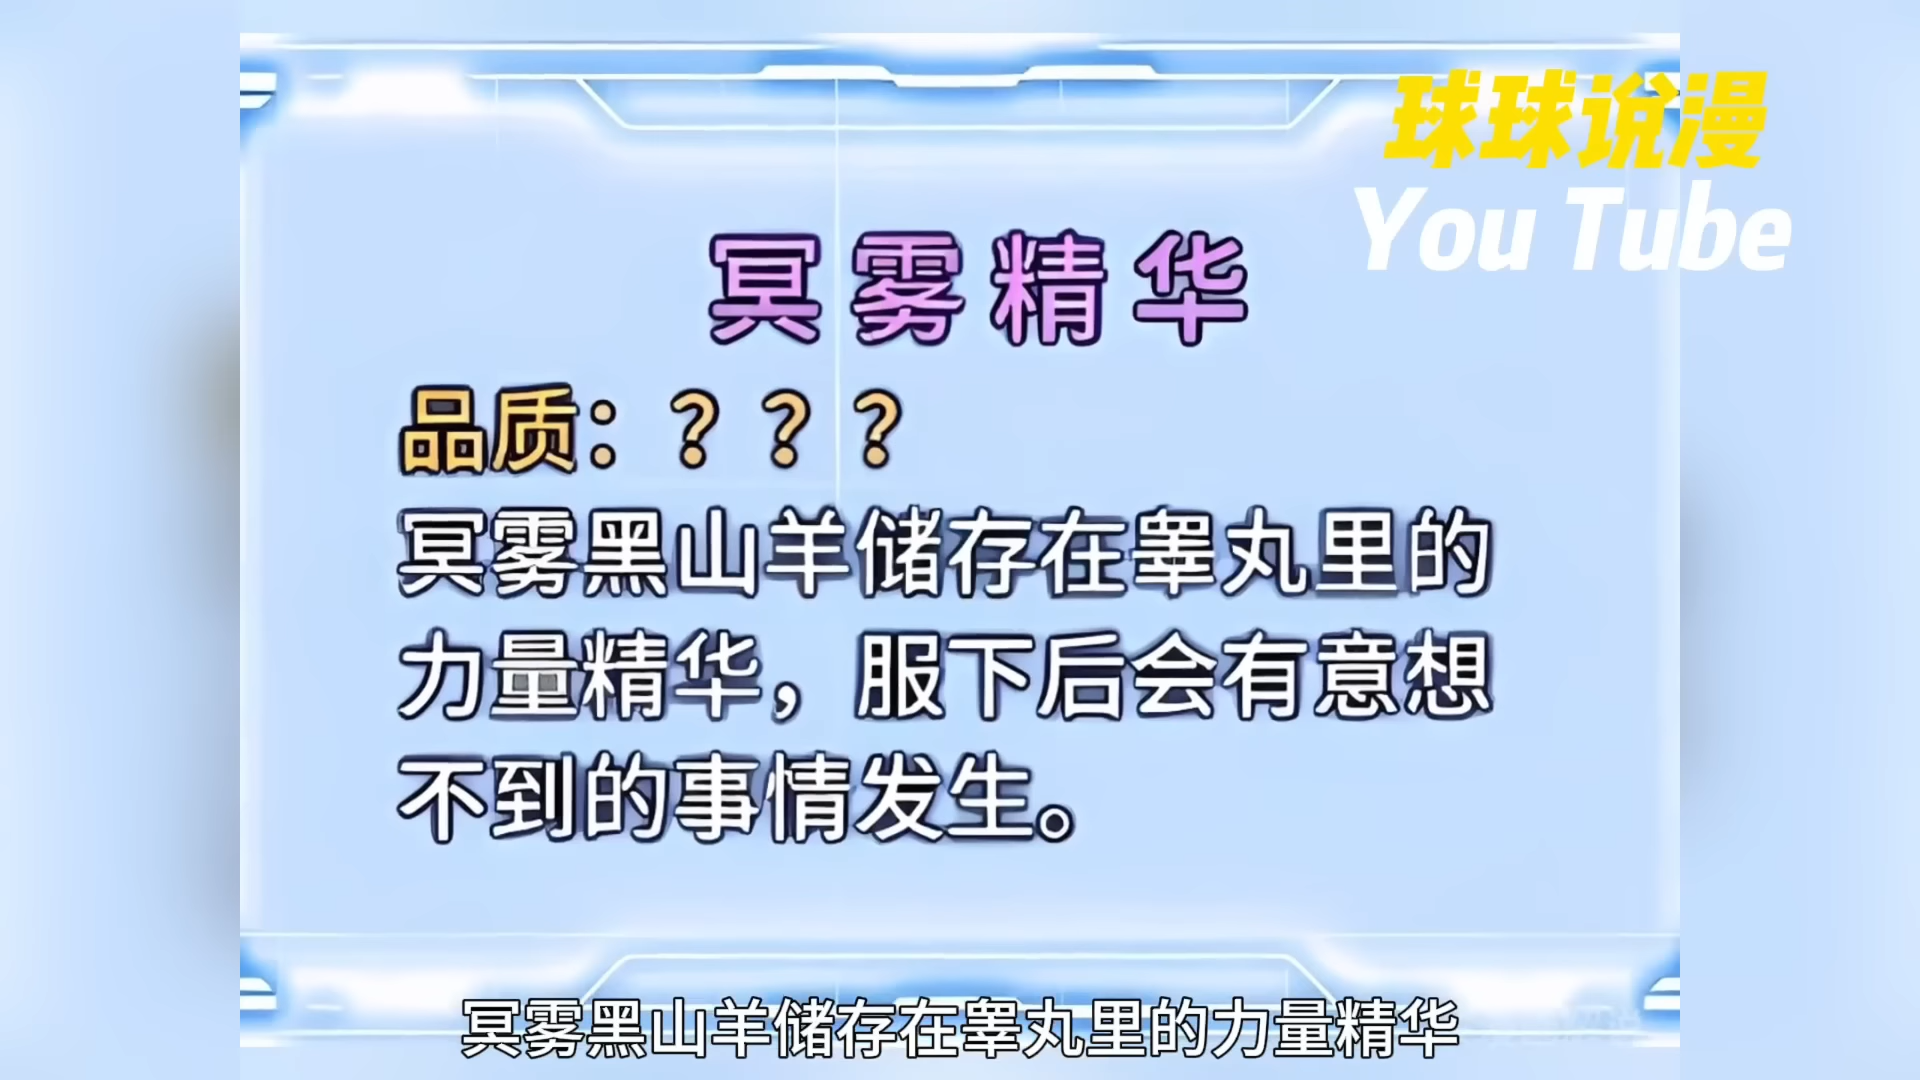 球球说漫
You Tube
冥雾精华
品质：？？？
冥雾黑山羊储存在睾丸里的
力量精华，服下后会有意想
不到的事情发生。
冥雾黑山羊储存在睾丸里的力量精华